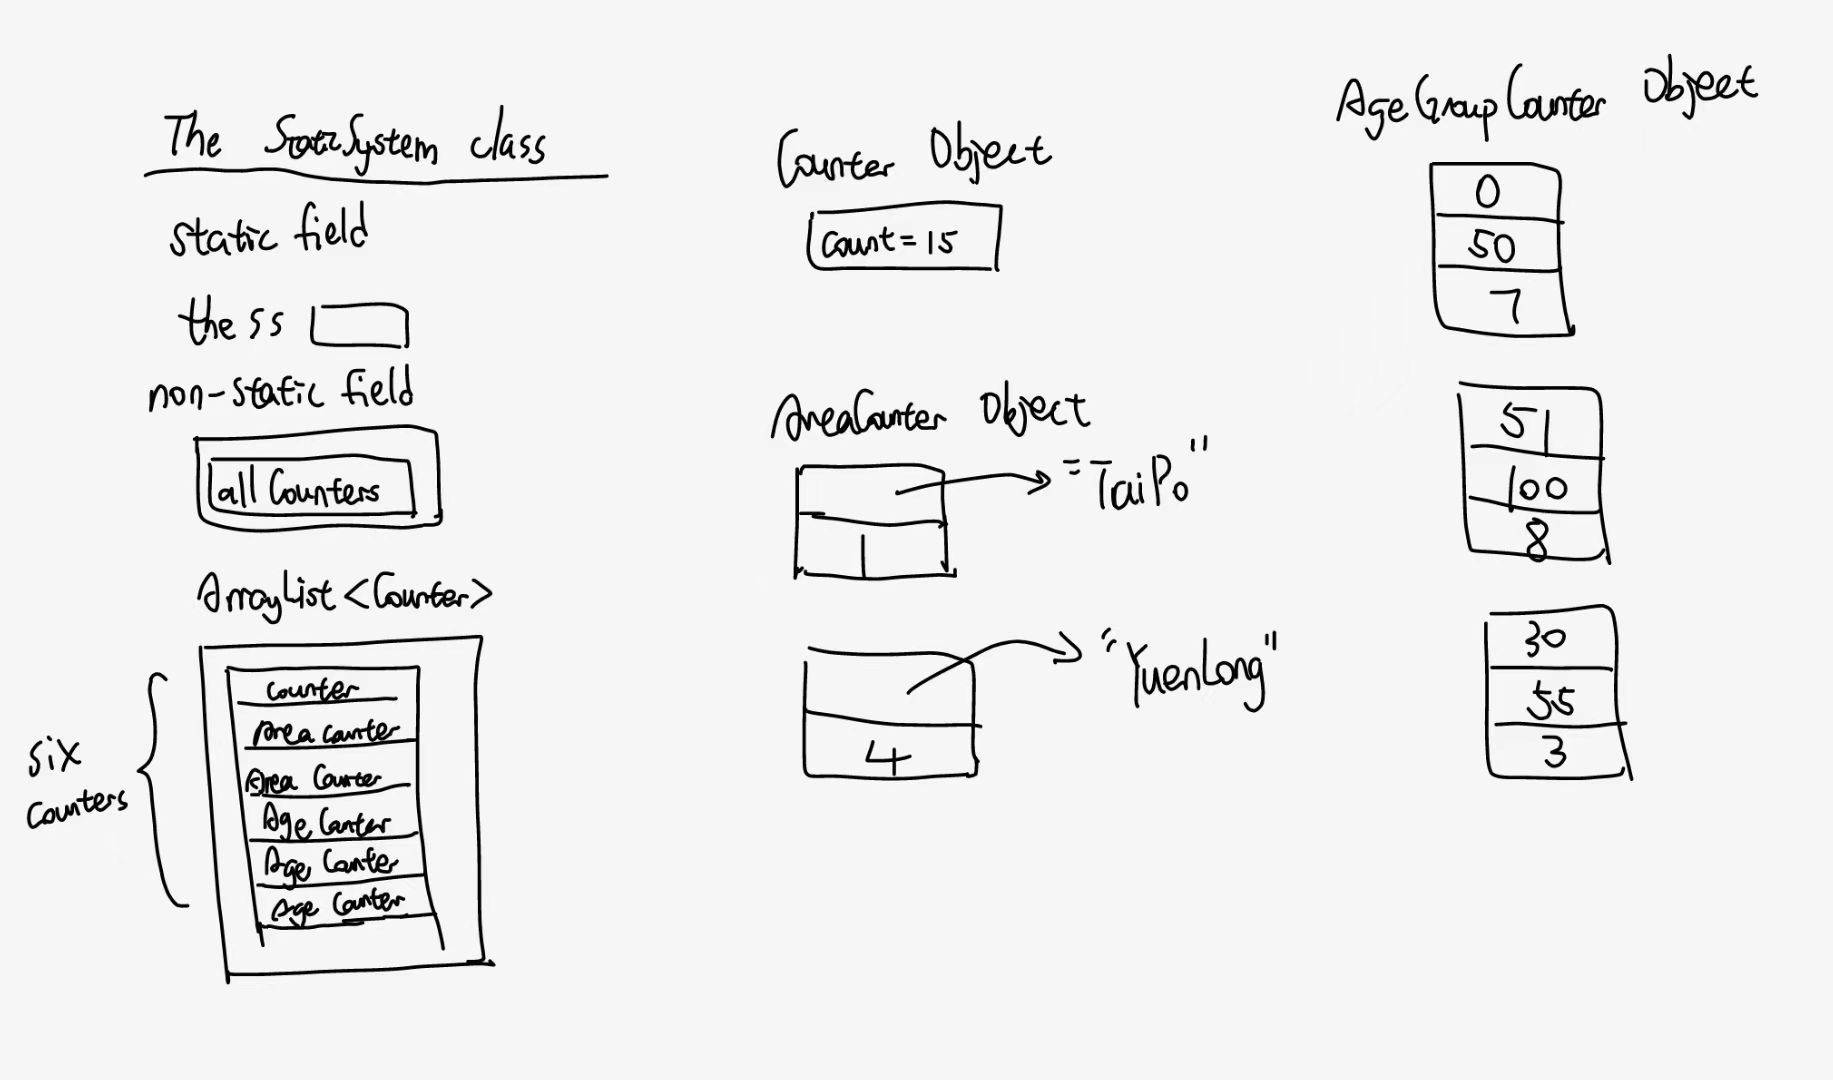 The StatSystem class
static field
the ss
non-static field
all Counters
ArrayList <Counter>
six
Counters
Counter
Area Counter
Area Counter
Age Counter
Age Counter
Age Counter
Counter Object
Count = 15
AreaCounter Object
"TaiPo"
1
"YuenLong"
4
AgeGroupCounter Object
0
50
7
51
100
8
30
55
3